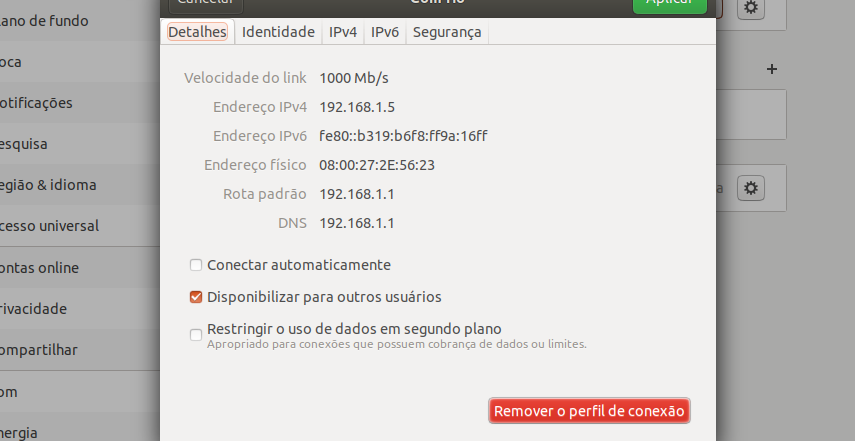 Cancelar
Com fio
Aplicar
Detalhes Identidade IPv4 IPv6 Segurança
lano de fundo
oca
otificações
esquisa
egião & idioma
cesso universal
ontas online
rivacidade
ompartilhar
om
nergia
Velocidade do link 1000 Mb/s
Endereço IPv4 192.168.1.5
Endereço IPv6 fe80::b319:b6f8:ff9a:16ff
Endereço físico 08:00:27:2E:56:23
Rota padrão 192.168.1.1
DNS 192.168.1.1
Conectar automaticamente
Disponibilizar para outros usuários
Restringir o uso de dados em segundo plano
Apropriado para conexões que possuem cobrança de dados ou limites.
Remover o perfil de conexão
a